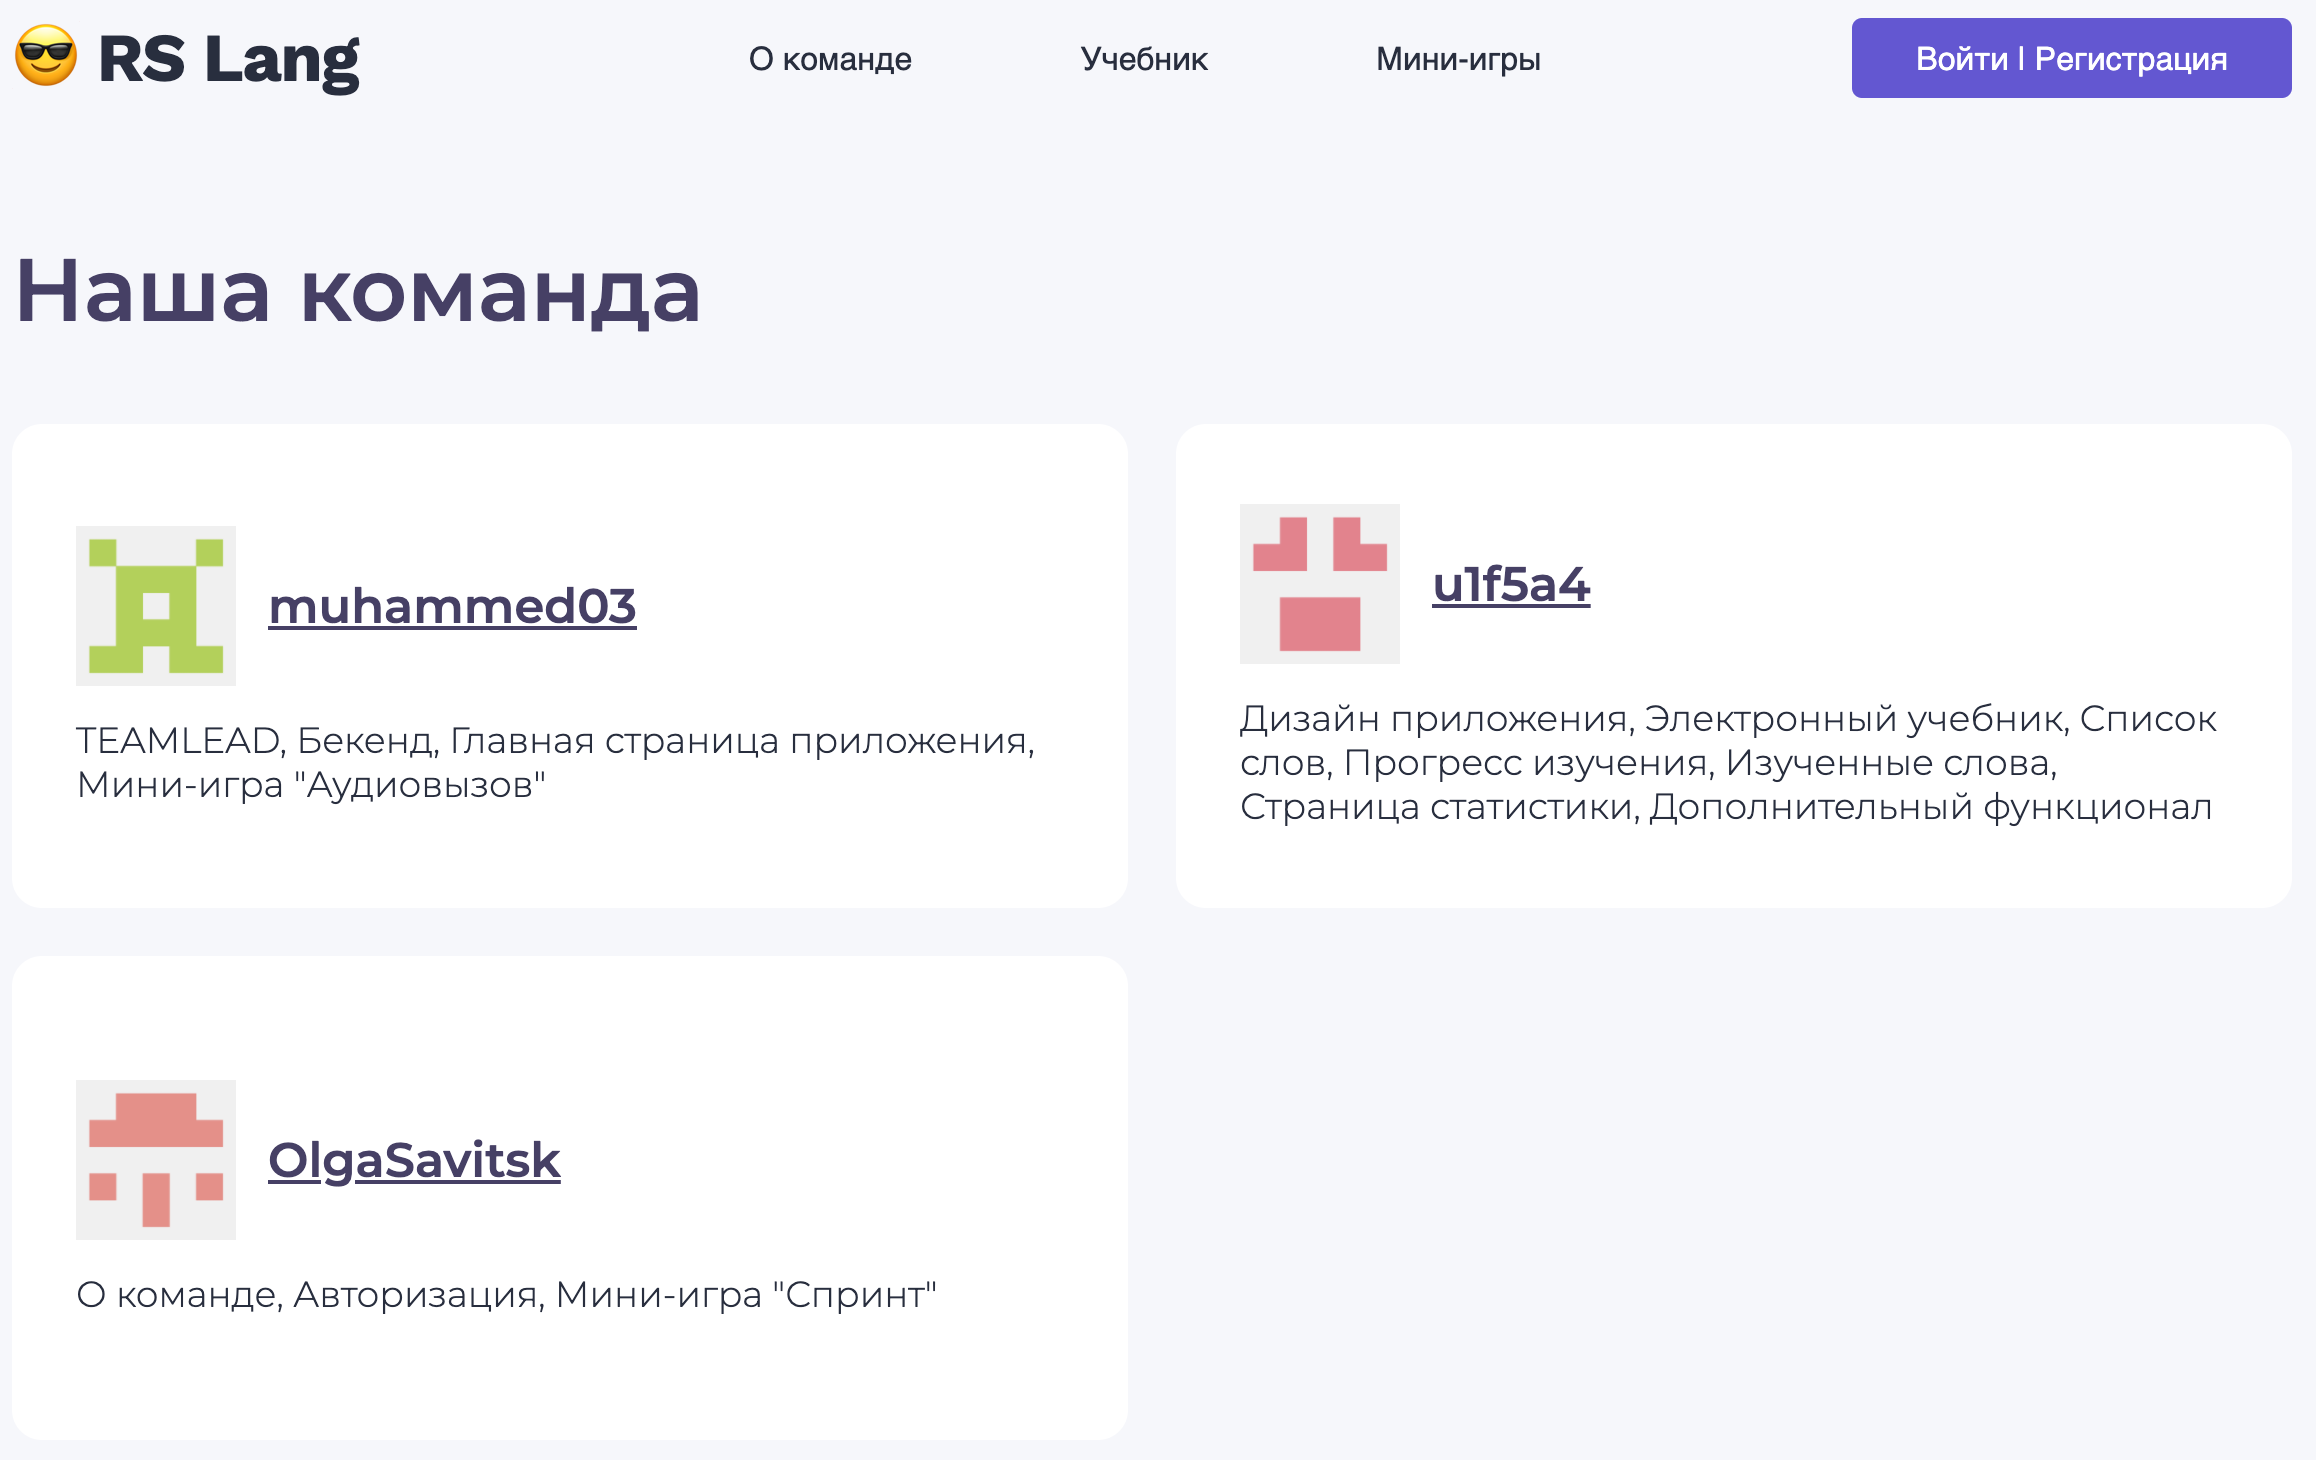 😎 RS Lang
О команде
Учебник
Мини-игры
Войти | Регистрация
Наша команда
muhammed03
TEAMLEAD, Бекенд, Главная страница приложения,
Мини-игра "Аудиовызов"
u1f5a4
Дизайн приложения, Электронный учебник, Список
слов, Прогресс изучения, Изученные слова,
Страница статистики, Дополнительный функционал
OlgaSavitsk
О команде, Авторизация, Мини-игра "Спринт"